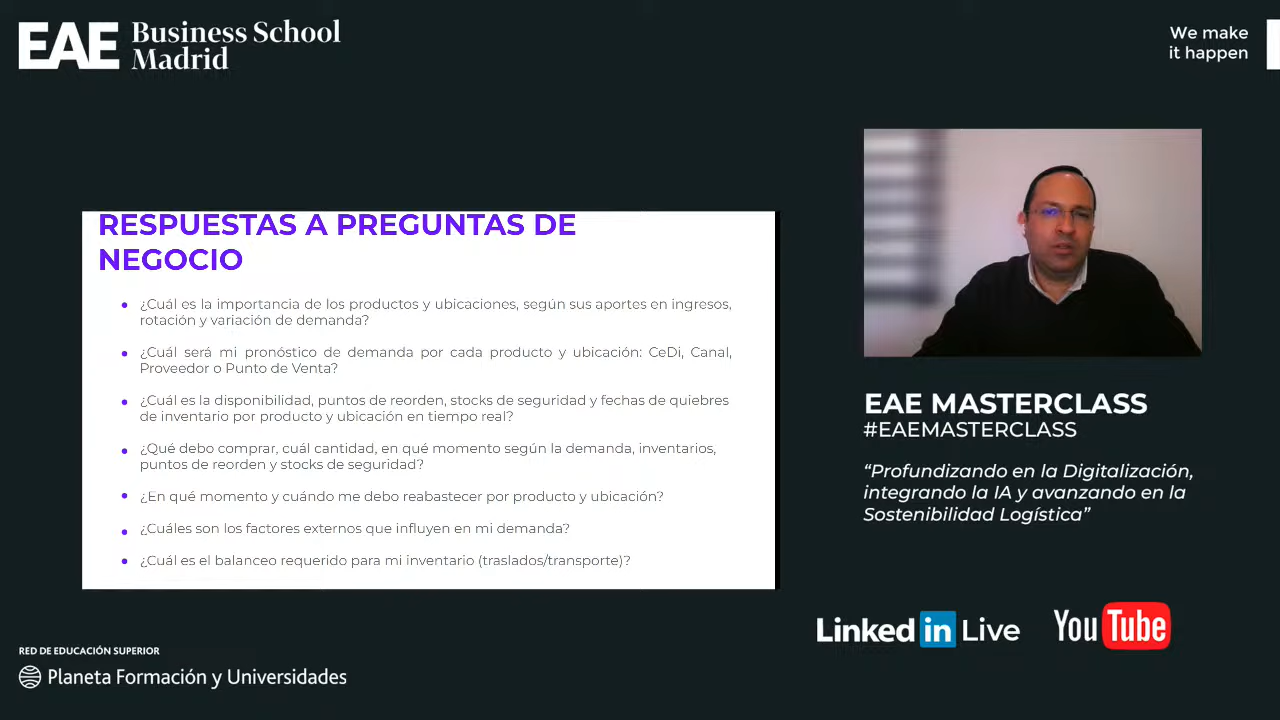 EAE Business School
Madrid
We make
it happen
RESPUESTAS A PREGUNTAS DE
NEGOCIO
• ¿Cuál es la importancia de los productos y ubicaciones, según sus aportes en ingresos,
rotación y variación de demanda?
• ¿Cuál será mi pronóstico de demanda por cada producto y ubicación: CeDi, Canal,
Proveedor o Punto de Venta?
• ¿Cuál es la disponibilidad, puntos de reorden, stocks de seguridad y fechas de quiebres
de inventario por producto y ubicación en tiempo real?
• ¿Qué debo comprar, cuál cantidad, en qué momento según la demanda, inventarios,
puntos de reorden y stocks de seguridad?
• ¿En qué momento y cuándo me debo reabastecer por producto y ubicación?
• ¿Cuáles son los factores externos que influyen en mi demanda?
• ¿Cuál es el balanceo requerido para mi inventario (traslados/transporte)?
EAE MASTERCLASS
#EAEMASTERCLASS
“Profundizando en la Digitalización,
integrando la IA y avanzando en la
Sostenibilidad Logística”
Linked in Live
YouTube
RED DE EDUCACIÓN SUPERIOR
Planeta Formación y Universidades